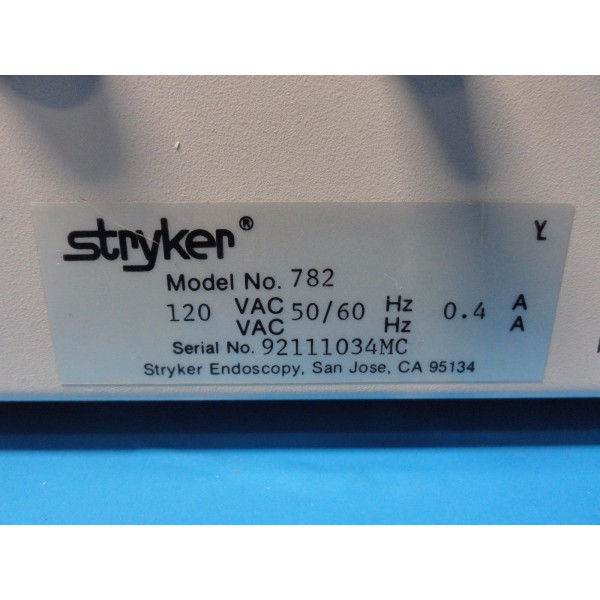 stryker®
Y
Model No. 782
120 VAC 50/60 Hz 0.4 A
VAC Hz A
Serial No. 92111034MC
Stryker Endoscopy, San Jose, CA 95134